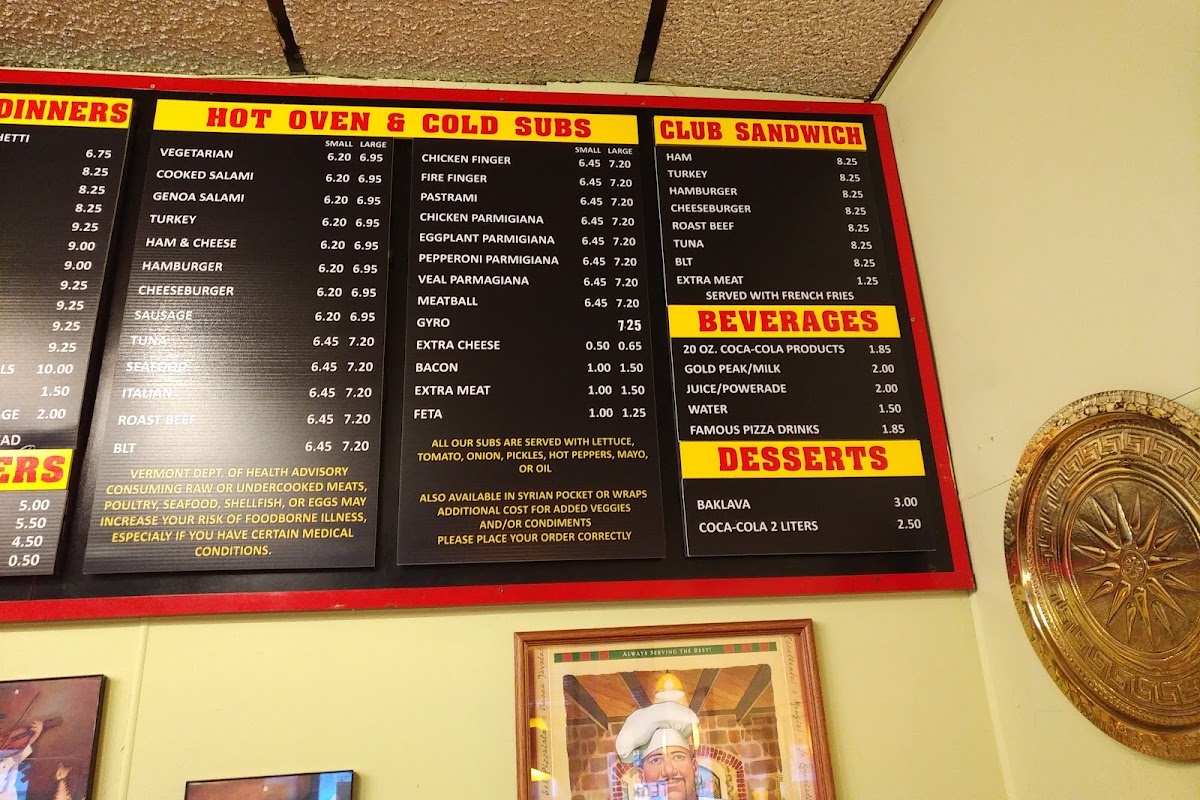 DINNERS
HETTI
6.75
8.25
8.25
8.25
9.25
9.00
9.00
9.25
9.25
9.25
9.25
LS 10.00
1.50
AGE 2.00
EAD
ERS
5.00
5.50
4.50
0.50
HOT OVEN & COLD SUBS
SMALL LARGE
VEGETARIAN 6.20 6.95
COOKED SALAMI 6.20 6.95
GENOA SALAMI 6.20 6.95
TURKEY 6.20 6.95
HAM & CHEESE 6.20 6.95
HAMBURGER 6.20 6.95
CHEESEBURGER 6.20 6.95
SAUSAGE 6.20 6.95
TUNA 6.45 7.20
SEAFOOD 6.45 7.20
ITALIAN 6.45 7.20
ROAST BEEF 6.45 7.20
BLT 6.45 7.20
VERMONT DEPT. OF HEALTH ADVISORY
CONSUMING RAW OR UNDERCOOKED MEATS,
POULTRY, SEAFOOD, SHELLFISH, OR EGGS MAY
INCREASE YOUR RISK OF FOODBORNE ILLNESS,
ESPECIALY IF YOU HAVE CERTAIN MEDICAL
CONDITIONS.
SMALL LARGE
CHICKEN FINGER 6.45 7.20
FIRE FINGER 6.45 7.20
PASTRAMI 6.45 7.20
CHICKEN PARMIGIANA 6.45 7.20
EGGPLANT PARMIGIANA 6.45 7.20
PEPPERONI PARMIGIANA 6.45 7.20
VEAL PARMAGIANA 6.45 7.20
MEATBALL 6.45 7.20
GYRO 7.25
EXTRA CHEESE 0.50 0.65
BACON 1.00 1.50
EXTRA MEAT 1.00 1.50
FETA 1.00 1.25
ALL OUR SUBS ARE SERVED WITH LETTUCE,
TOMATO, ONION, PICKLES, HOT PEPPERS, MAYO,
OR OIL
ALSO AVAILABLE IN SYRIAN POCKET OR WRAPS
ADDITIONAL COST FOR ADDED VEGGIES
AND/OR CONDIMENTS
PLEASE PLACE YOUR ORDER CORRECTLY
CLUB SANDWICH
HAM 8.25
TURKEY 8.25
HAMBURGER 8.25
CHEESEBURGER 8.25
ROAST BEEF 8.25
TUNA 8.25
BLT 8.25
EXTRA MEAT 1.25
SERVED WITH FRENCH FRIES
BEVERAGES
20 OZ. COCA-COLA PRODUCTS 1.85
GOLD PEAK/MILK 2.00
JUICE/POWERADE 2.00
WATER 1.50
FAMOUS PIZZA DRINKS 1.85
DESSERTS
BAKLAVA 3.00
COCA-COLA 2 LITERS 2.50
ALWAYS SERVING THE BEST!